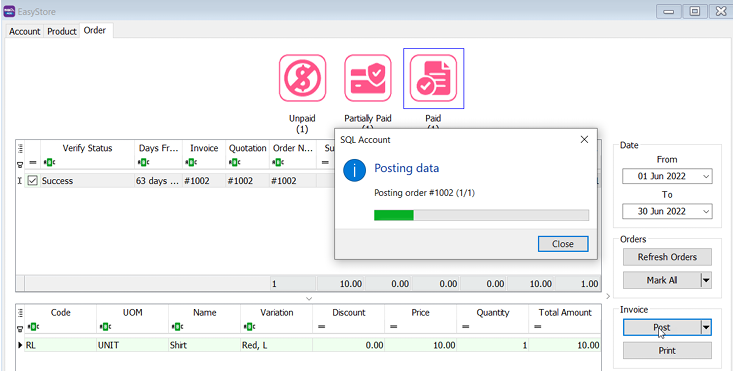 EasyStore
Account Product Order
Unpaid
(1)
Partially Paid
(1)
Paid
(1)
SQL Account
Posting data
Posting order #1002 (1/1)
Close
Verify Status Days Fr... Invoice Quotation Order N...
Success 63 days ... #1002 #1002 #1002
1 10.00 0.00 0.00 0.00 10.00 1.00
Date
From
01 Jun 2022
To
30 Jun 2022
Orders
Refresh Orders
Mark All
Invoice
Post
Print
Code UOM Name Variation Discount Price Quantity Total Amount
RL UNIT Shirt Red, L 0.00 10.00 1 10.00